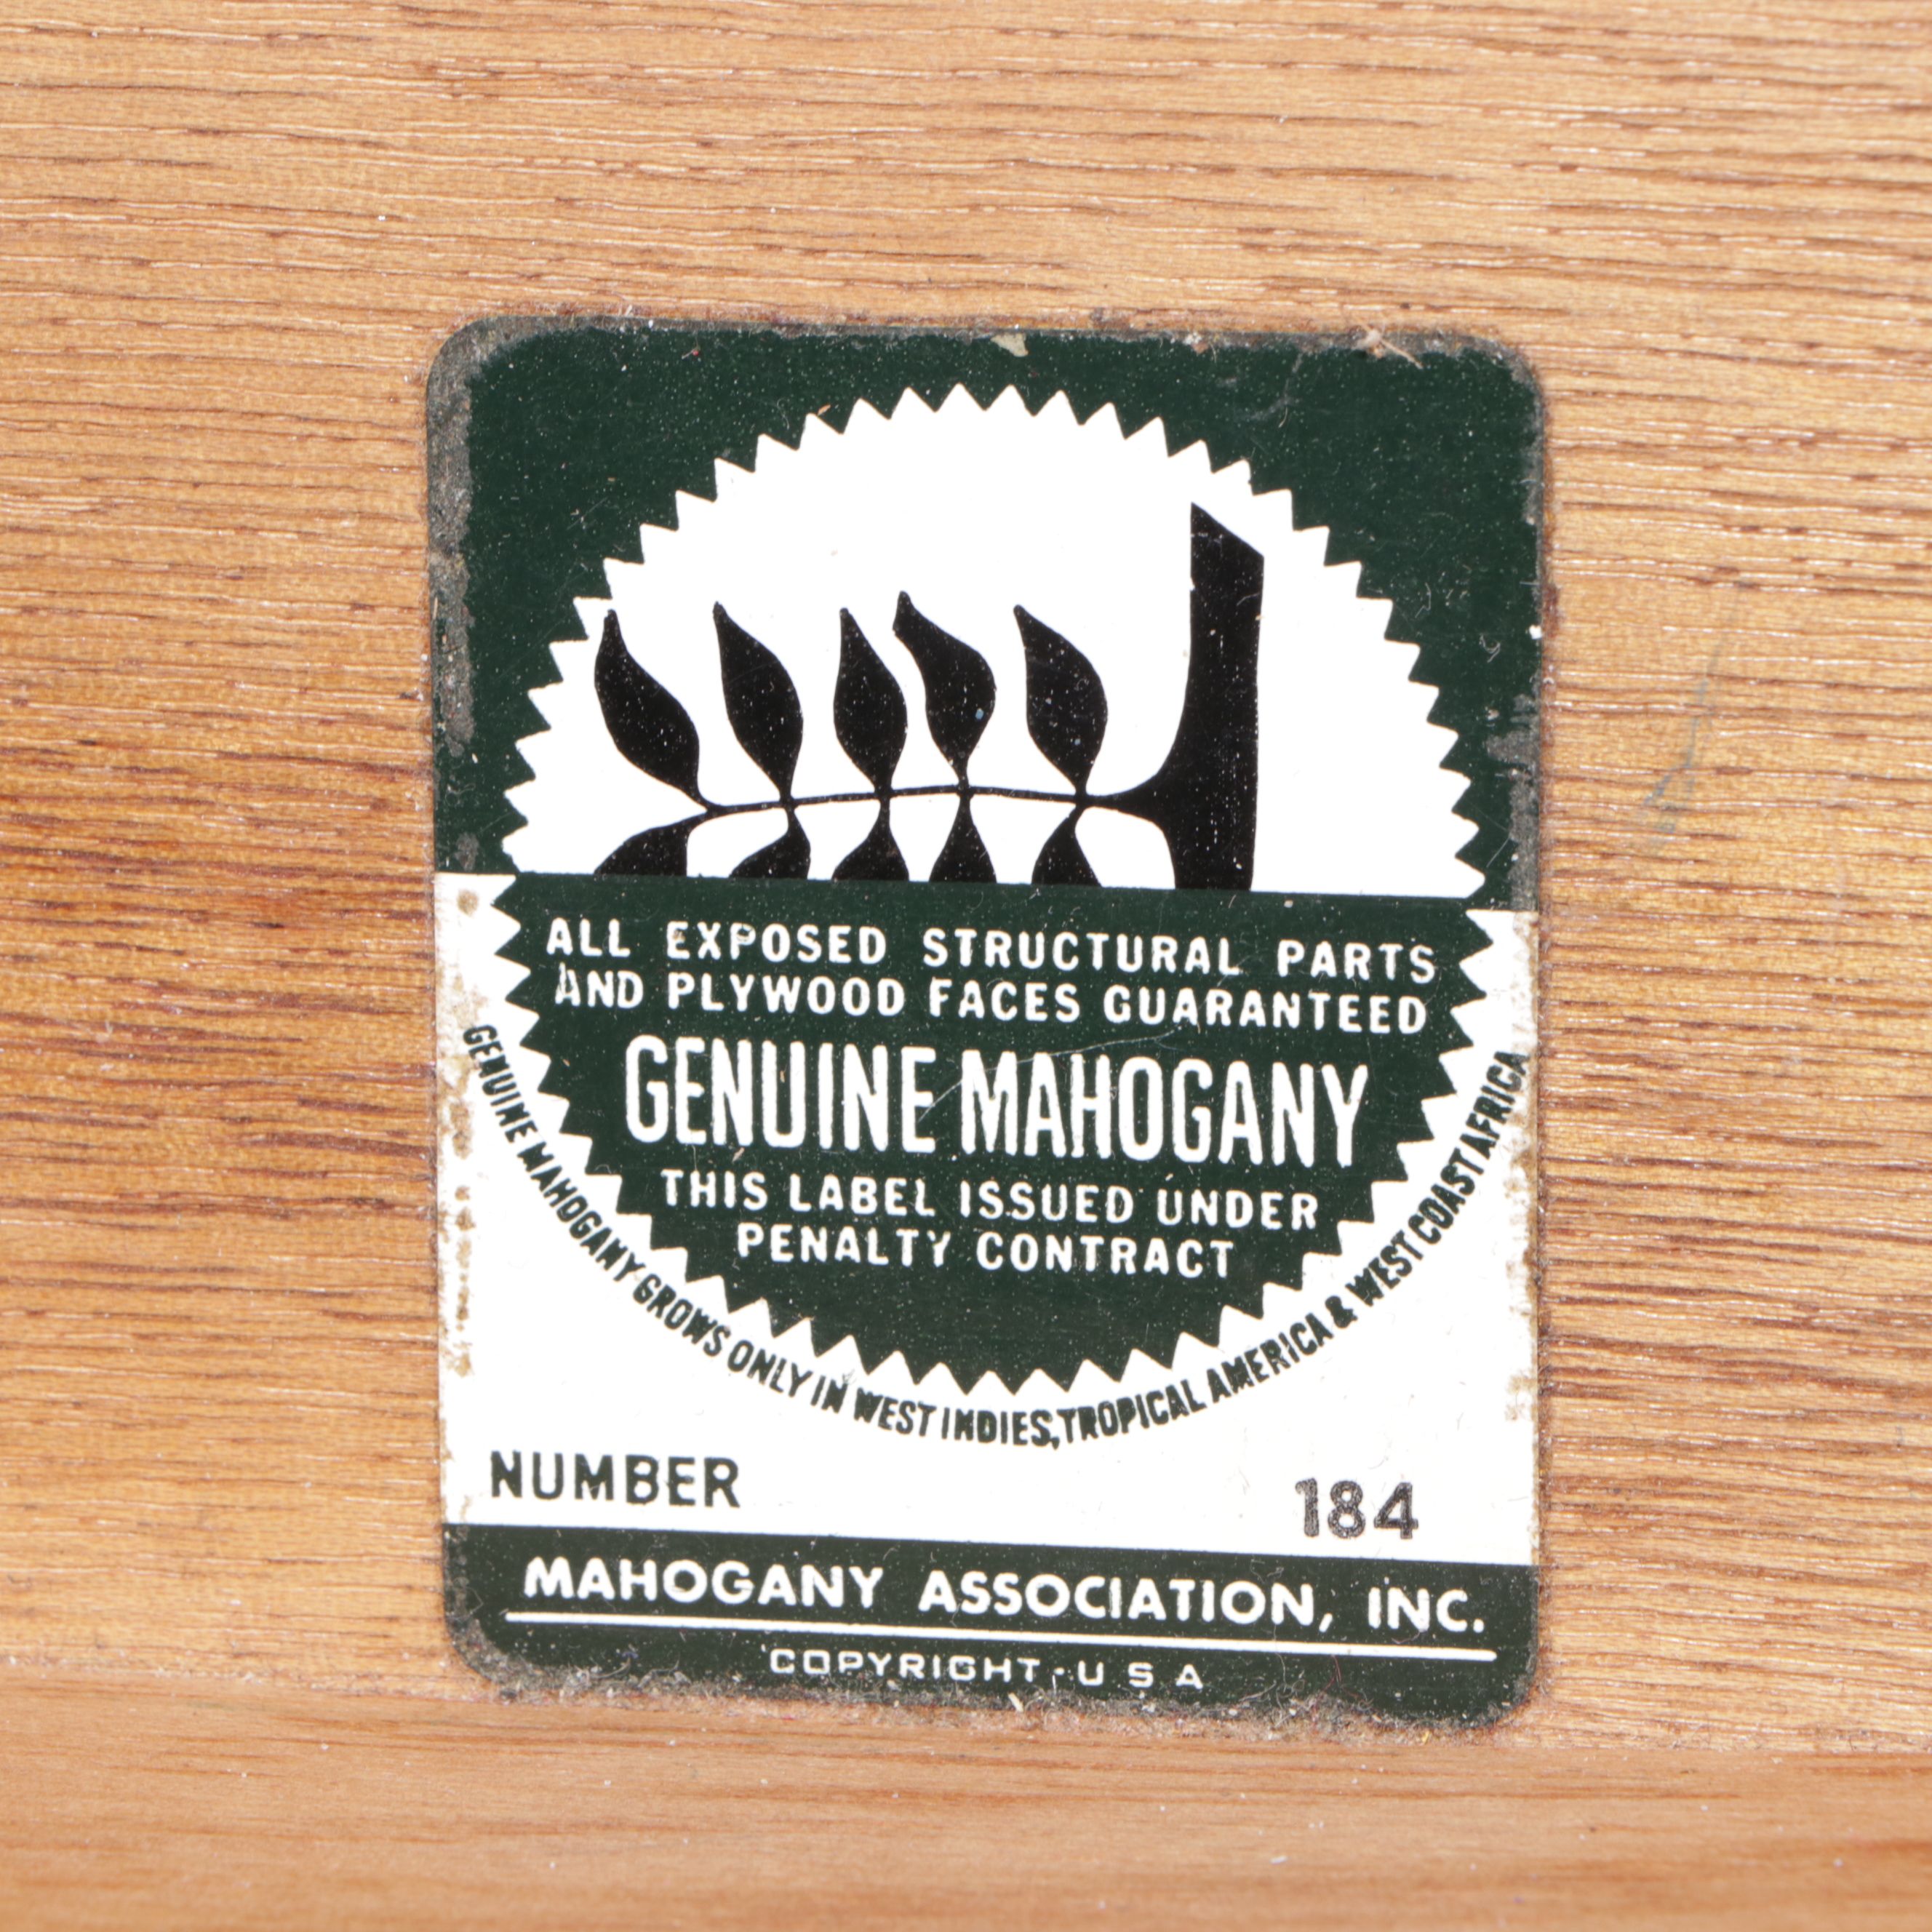 ALL EXPOSED STRUCTURAL PARTS
AND PLYWOOD FACES GUARANTEED
GENUINE MAHOGANY
THIS LABEL ISSUED UNDER
PENALTY CONTRACT
GENUINE MAHOGANY GROWS ONLY IN WEST INDIES, TROPICAL AMERICA & WEST COAST AFRICA
NUMBER 184
MAHOGANY ASSOCIATION, INC.
COPYRIGHT · U S A